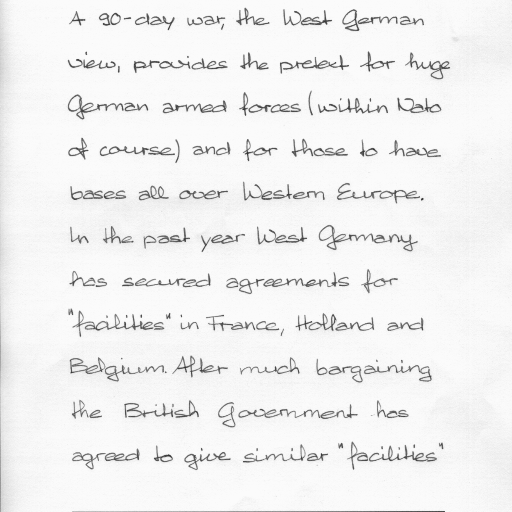 A 90-day war, the West German
view, provides the pretext for huge
German armed forces (within Nato
of course) and for those to have
bases all over Western Europe.
In the past year West Germany
has secured agreements for
"facilities" in France, Holland and
Belgium. After much bargaining
the British Government has
agreed to give similar "facilities"